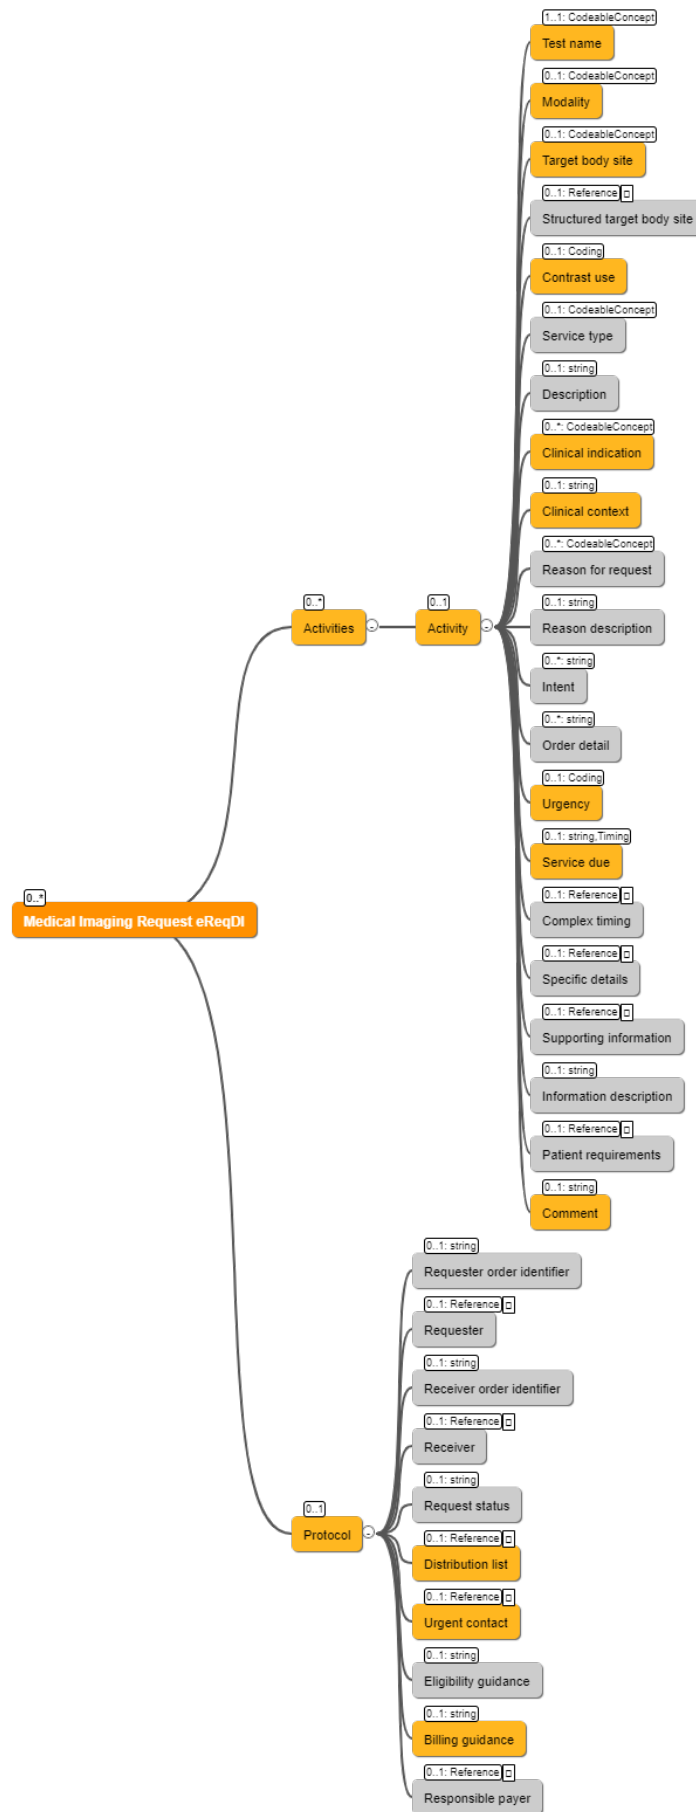 1..1: CodeableConcept
Test name
0..1: CodeableConcept
Modality
0..1: CodeableConcept
Target body site
0..1: Reference
Structured target body site
0..1: Coding
Contrast use
0..1: CodeableConcept
Service type
0..1: string
Description
0..*: CodeableConcept
Clinical indication
0..1: string
Clinical context
0..*: CodeableConcept
Reason for request
0..*
Activities
0..1
Activity
0..1: string
Reason description
0..*: string
Intent
0..*: string
Order detail
0..1: Coding
Urgency
0..1: string,Timing
Service due
0..*
Medical Imaging Request eReqDI
0..1: Reference
Complex timing
0..1: Reference
Specific details
0..1: Reference
Supporting information
0..1: string
Information description
0..1: Reference
Patient requirements
0..1: string
Comment
0..1: string
Requester order identifier
0..1: Reference
Requester
0..1: string
Receiver order identifier
0..1: Reference
Receiver
0..1: string
Request status
0..1
Protocol
0..1: Reference
Distribution list
0..1: Reference
Urgent contact
0..1: string
Eligibility guidance
0..1: string
Billing guidance
0..1: Reference
Responsible payer